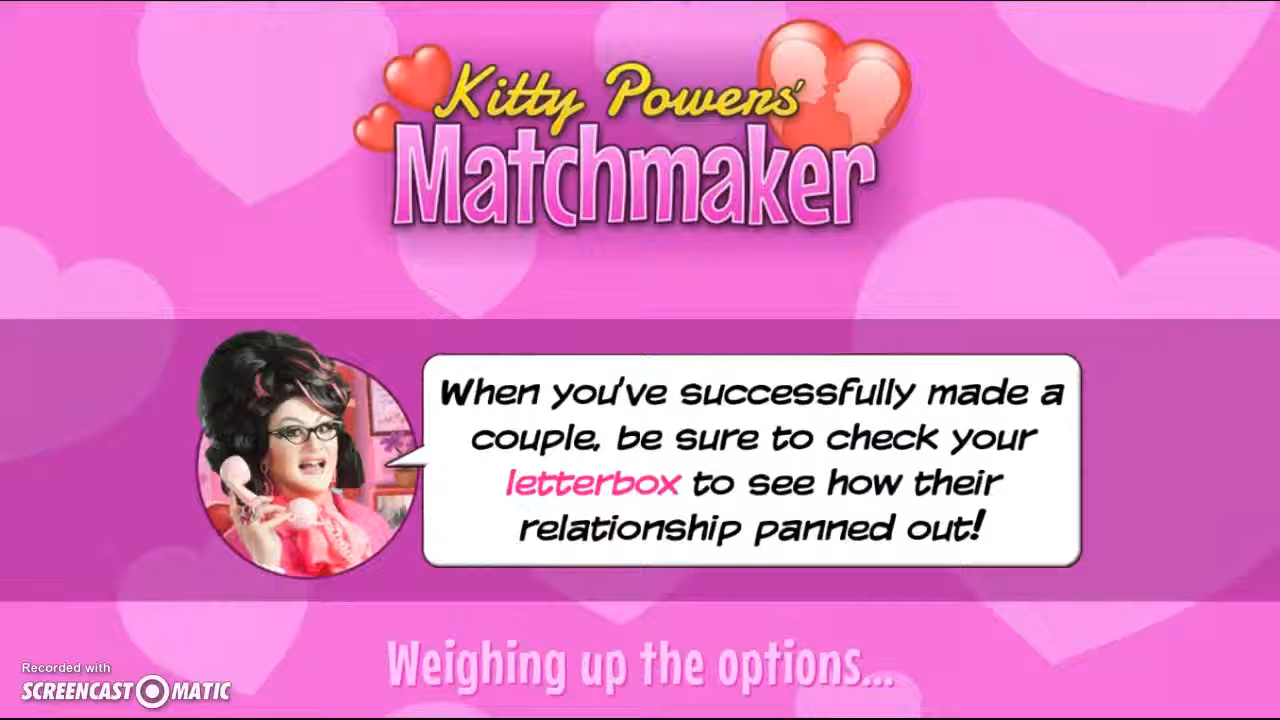 Kitty Powers'
Matchmaker
When you've successfully made a
couple, be sure to check your
letterbox to see how their
relationship panned out!
Weighing up the options...
Recorded with
SCREENCAST O MATIC